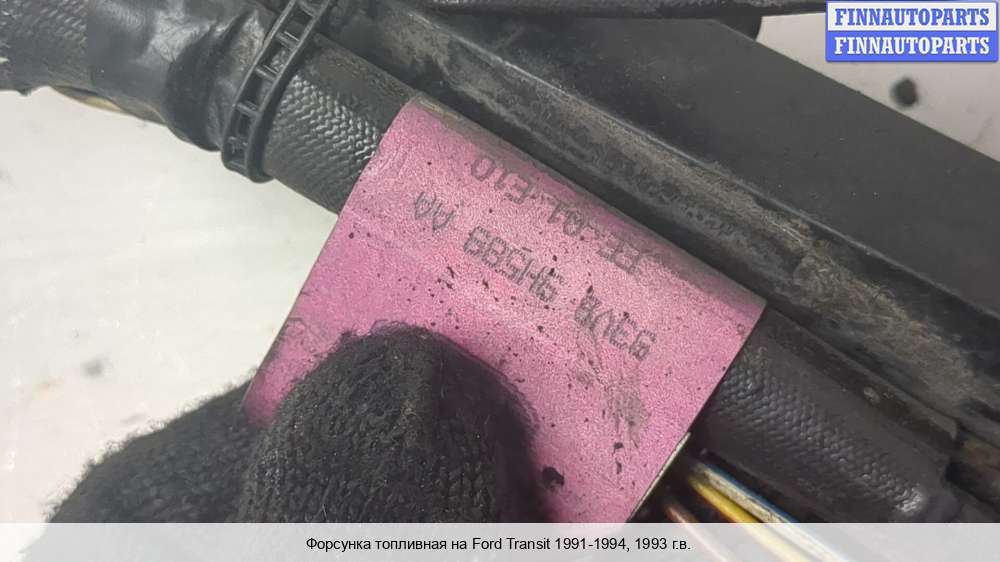 FINNAUTOPARTS
FINNAUTOPARTS
93VB 9H589 AA
Форсунка топливная на Ford Transit 1991-1994, 1993 г.в.